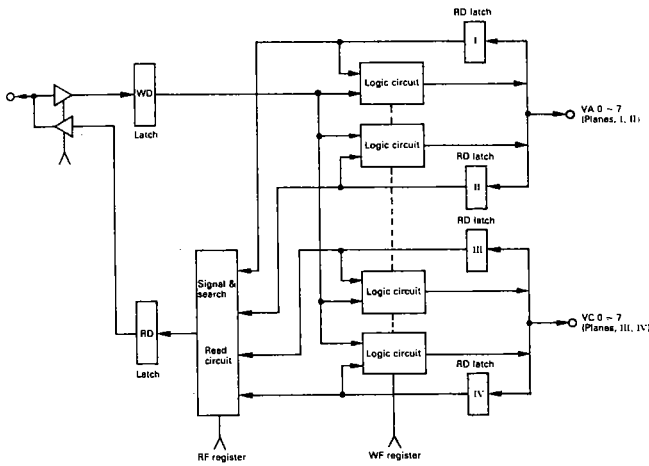 RD latch
I
Logic circuit
WD
Latch
VA 0 ~ 7
(Planes, I, II)
Logic circuit
RD latch
II
RD latch
III
Signal & search
Read circuit
Logic circuit
RD
Latch
VC 0 ~ 7
(Planes, III, IV)
Logic circuit
RD latch
IV
RF register
WF register